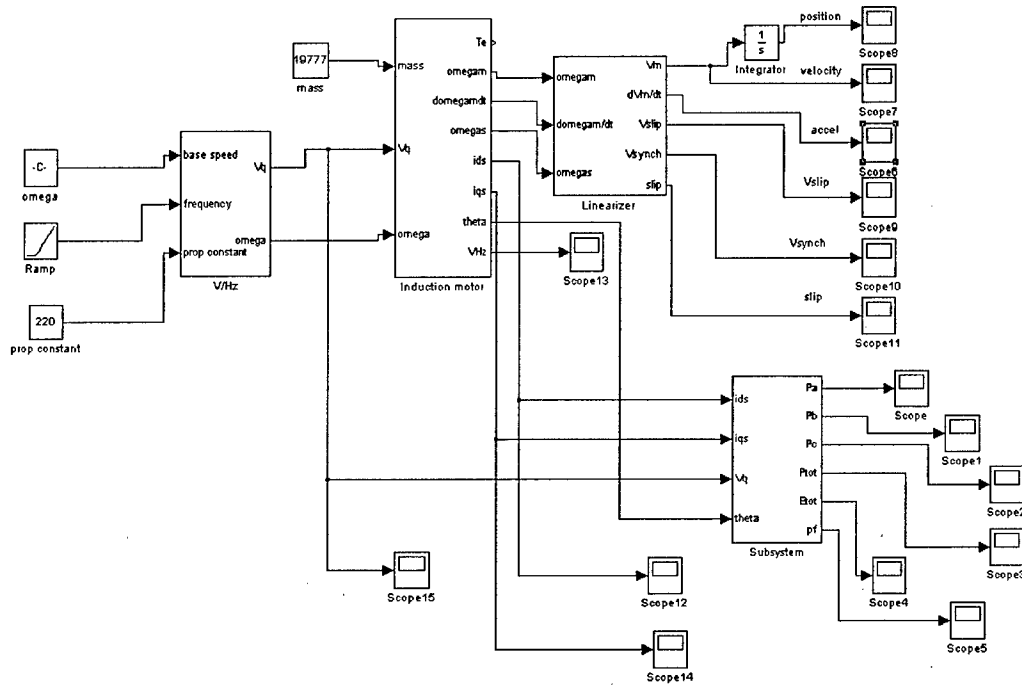 -C-
omega
Ramp
220
prop constant
base speed
frequency
prop constant
Vq
omega
V/Hz
19777
mass
mass
Vq
omega
Te
omegam
domegamdt
omegas
ids
iqs
theta
VHz
Induction motor
Scope13
omegam
domegam/dt
omegas
Vm
dVm/dt
Vslip
Vsynch
slip
Linearizer
1
s
Integrator
position
Scope8
velocity
Scope7
accel
Scope6
Vslip
Scope9
Vsynch
Scope10
slip
Scope11
ids
iqs
Vq
theta
Pa
Pb
Pc
Ptot
Etot
pf
Subsystem
Scope
Scope1
Scope2
Scope3
Scope4
Scope5
Scope15
Scope12
Scope14